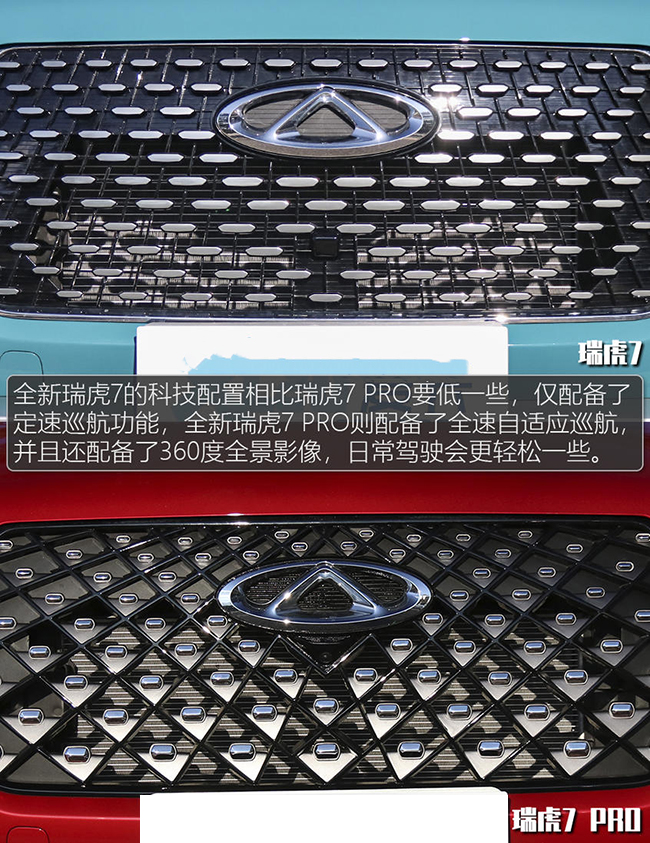 瑞虎7
全新瑞虎7的科技配置相比瑞虎7 PRO要低一些，仅配备了
定速巡航功能，全新瑞虎7 PRO则配备了全速自适应巡航，
并且还配备了360度全景影像，日常驾驶会更轻松一些。
瑞虎7 PRO